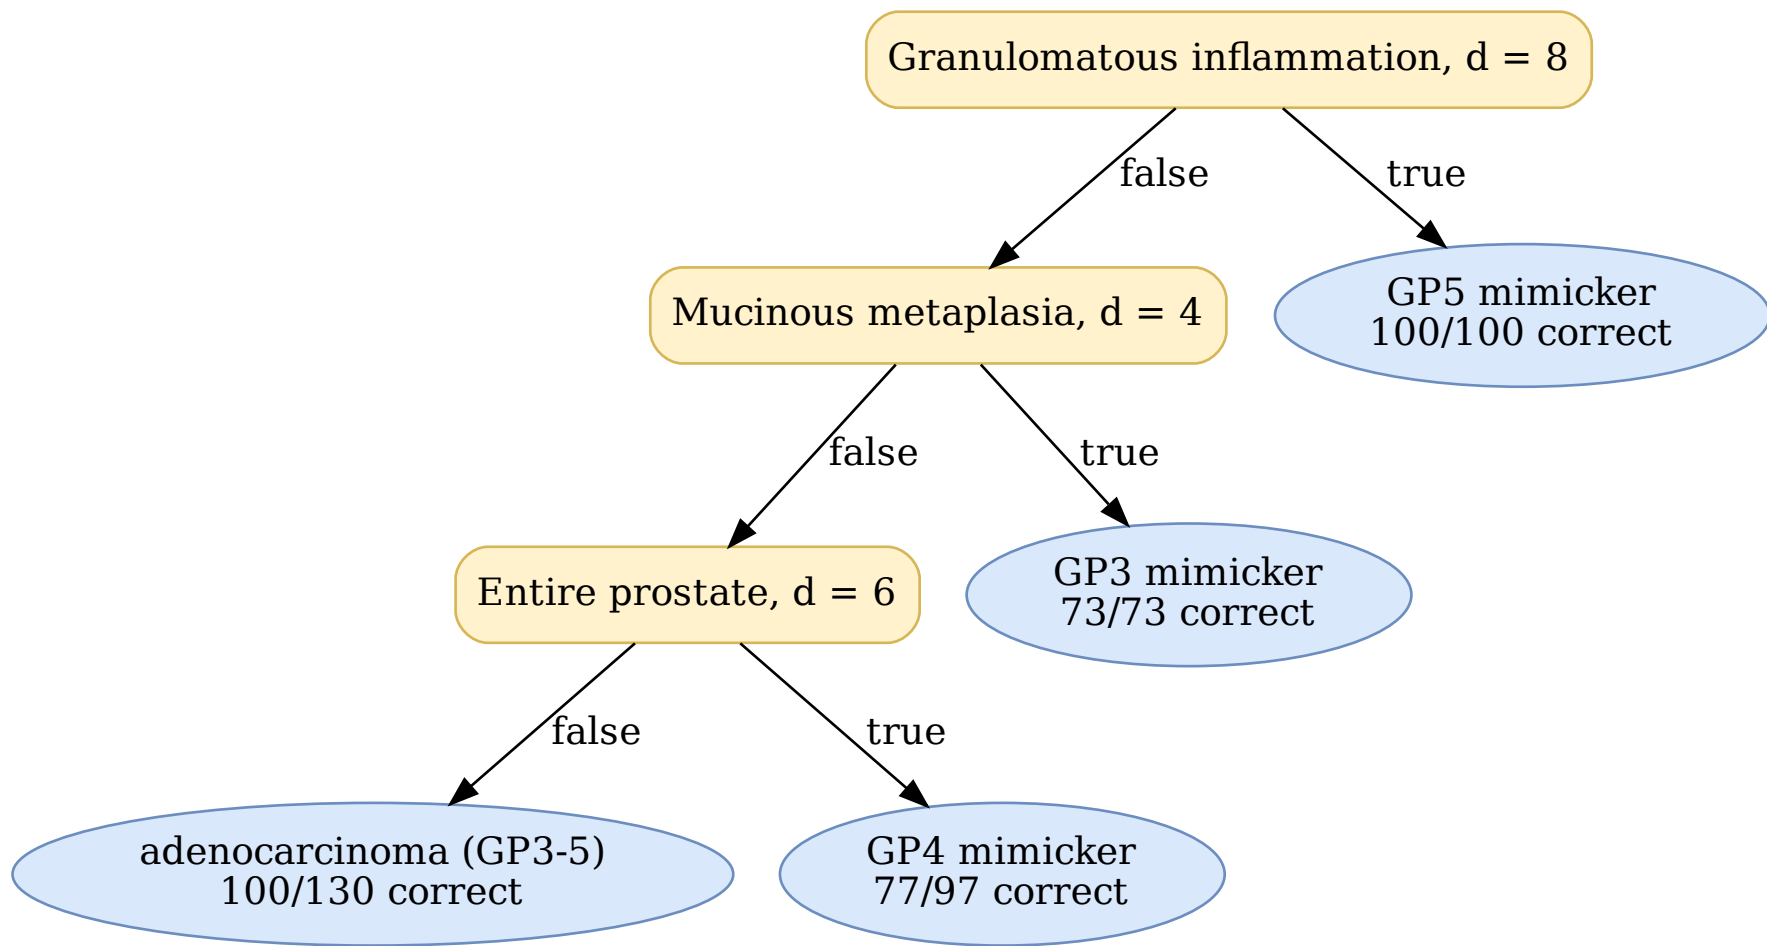 Granulomatous inflammation, d = 8
false
true
Mucinous metaplasia, d = 4
GP5 mimicker
100/100 correct
false
true
Entire prostate, d = 6
GP3 mimicker
73/73 correct
false
true
adenocarcinoma (GP3-5)
100/130 correct
GP4 mimicker
77/97 correct